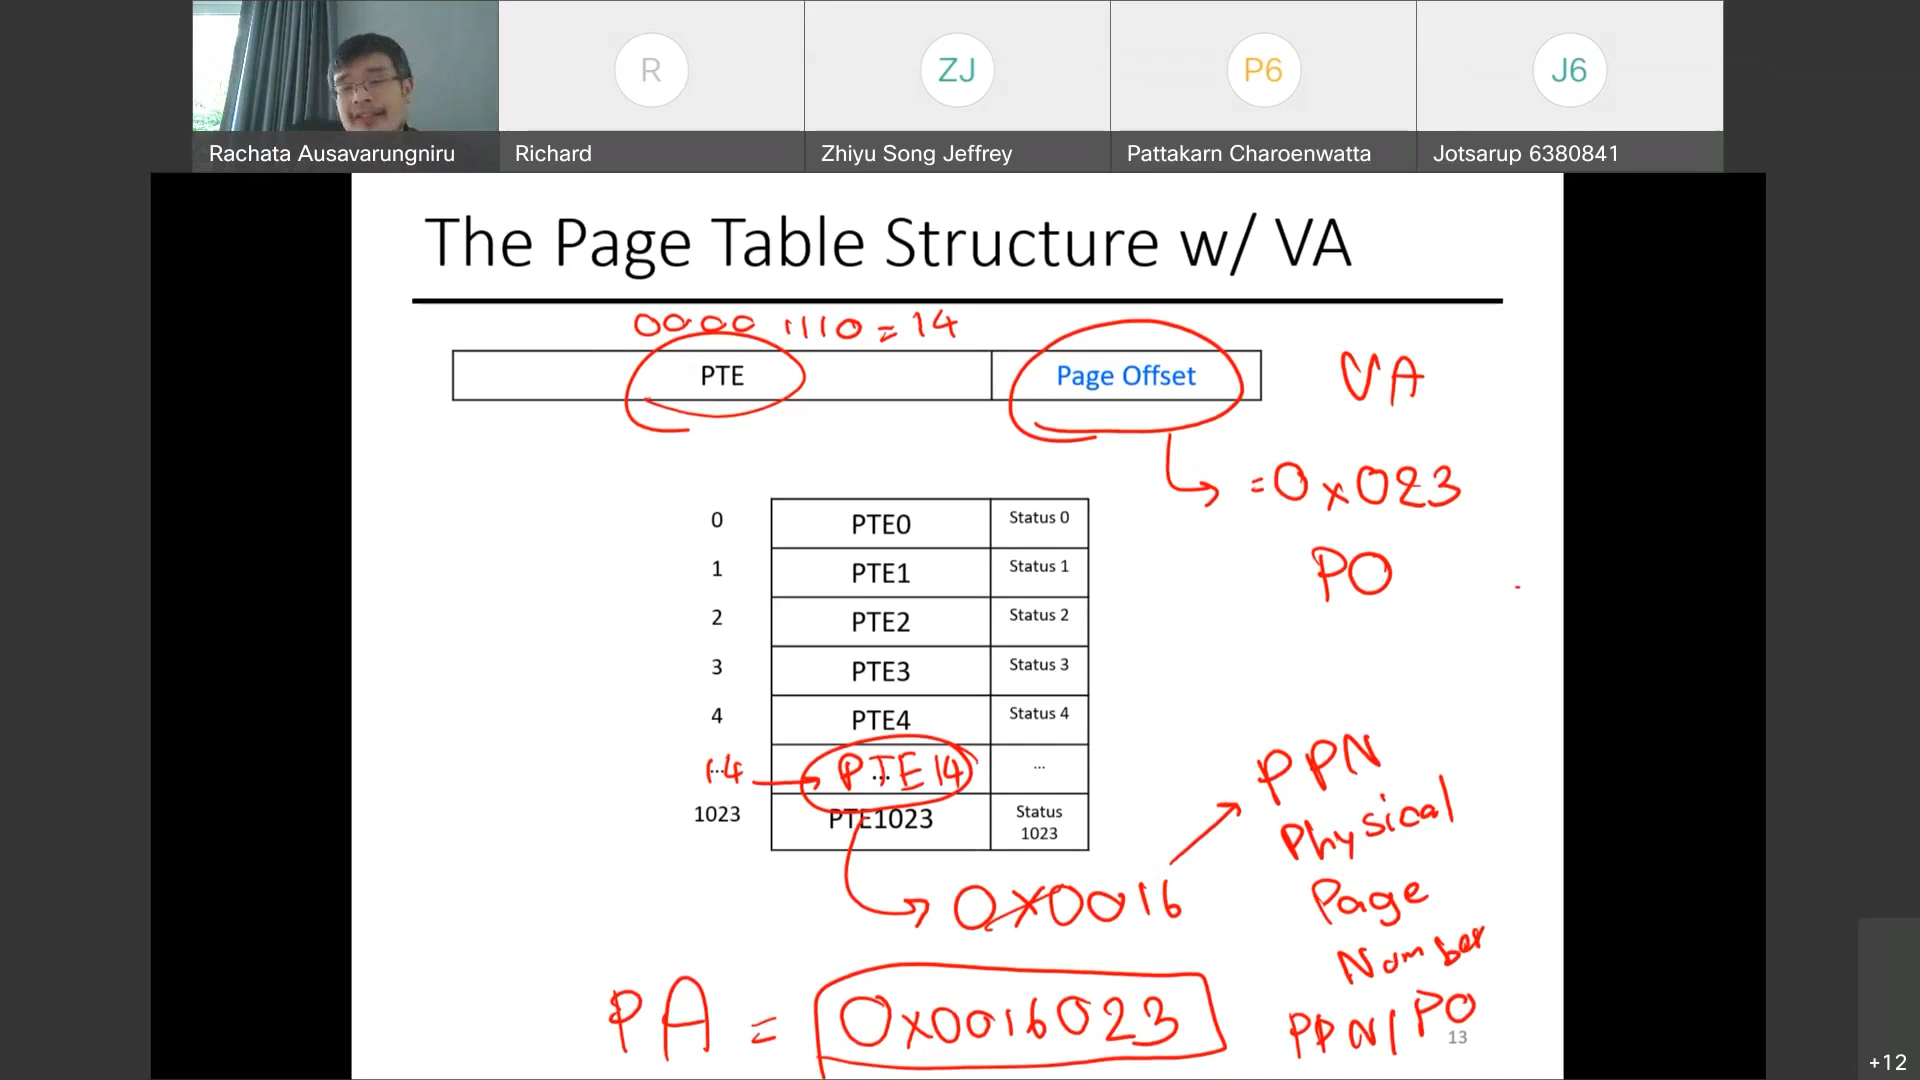 R
ZJ
P6
J6
Rachata Ausavarungniru
Richard
Zhiyu Song Jeffrey
Pattakarn Charoenwatta
Jotsarup 6380841
The Page Table Structure w/ VA
0000 1110 = 14
PTE
Page Offset
VA
=0x023
PO
0 PTE0 Status 0
1 PTE1 Status 1
2 PTE2 Status 2
3 PTE3 Status 3
4 PTE4 Status 4
14 PTE14 ...
1023 PTE1023 Status 1023
0x0016
PPN
Physical
Page
Number
PA = 0x0016023
PPN/PO
13
+12